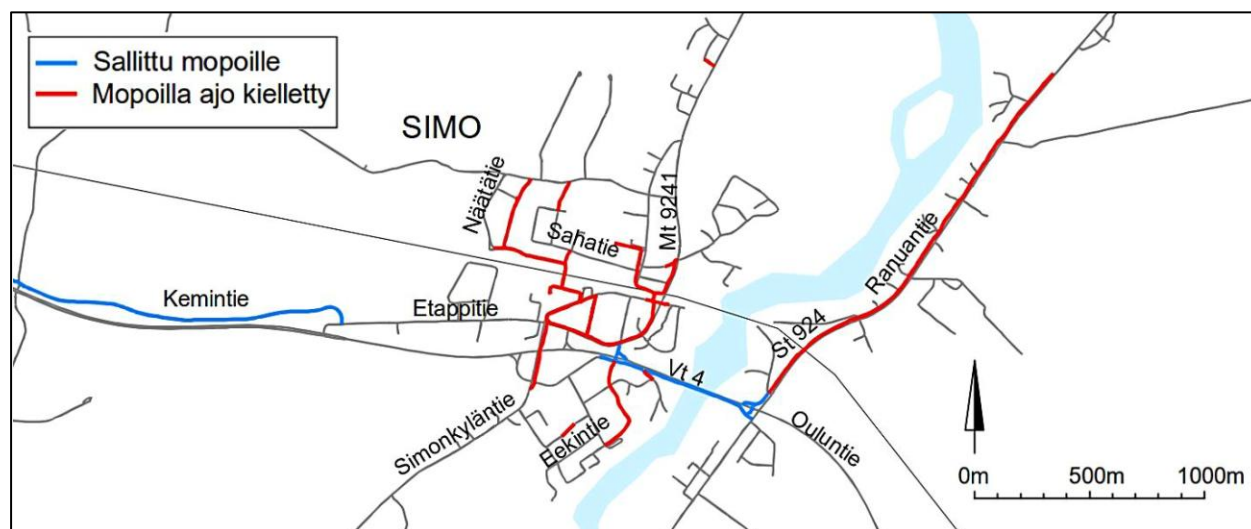 Sallittu mopoille
Mopoilla ajo kielletty
SIMO
Näätätie
Sahatie
Mt 9241
Ranuantie
Kemintie
Etappitie
St 924
Vt 4
Simonkyläntie
Eekintie
Ouluntie
0m 500m 1000m